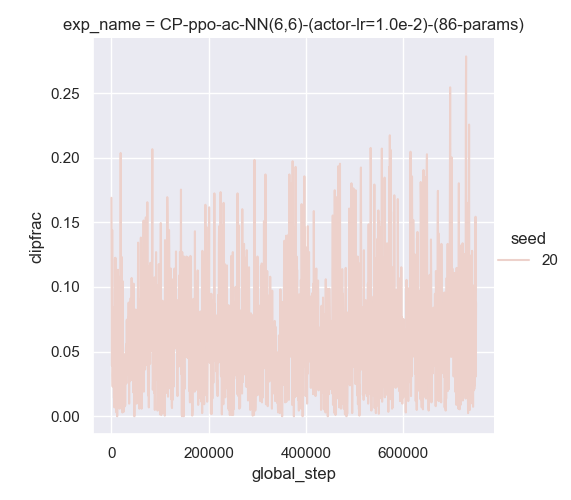 exp_name = CP-ppo-ac-NN(6,6)-(actor-lr=1.0e-2)-(86-params)
0.25
0.20
0.15
0.10
0.05
0.00
clipfrac
seed
20
0
200000
400000
600000
global_step